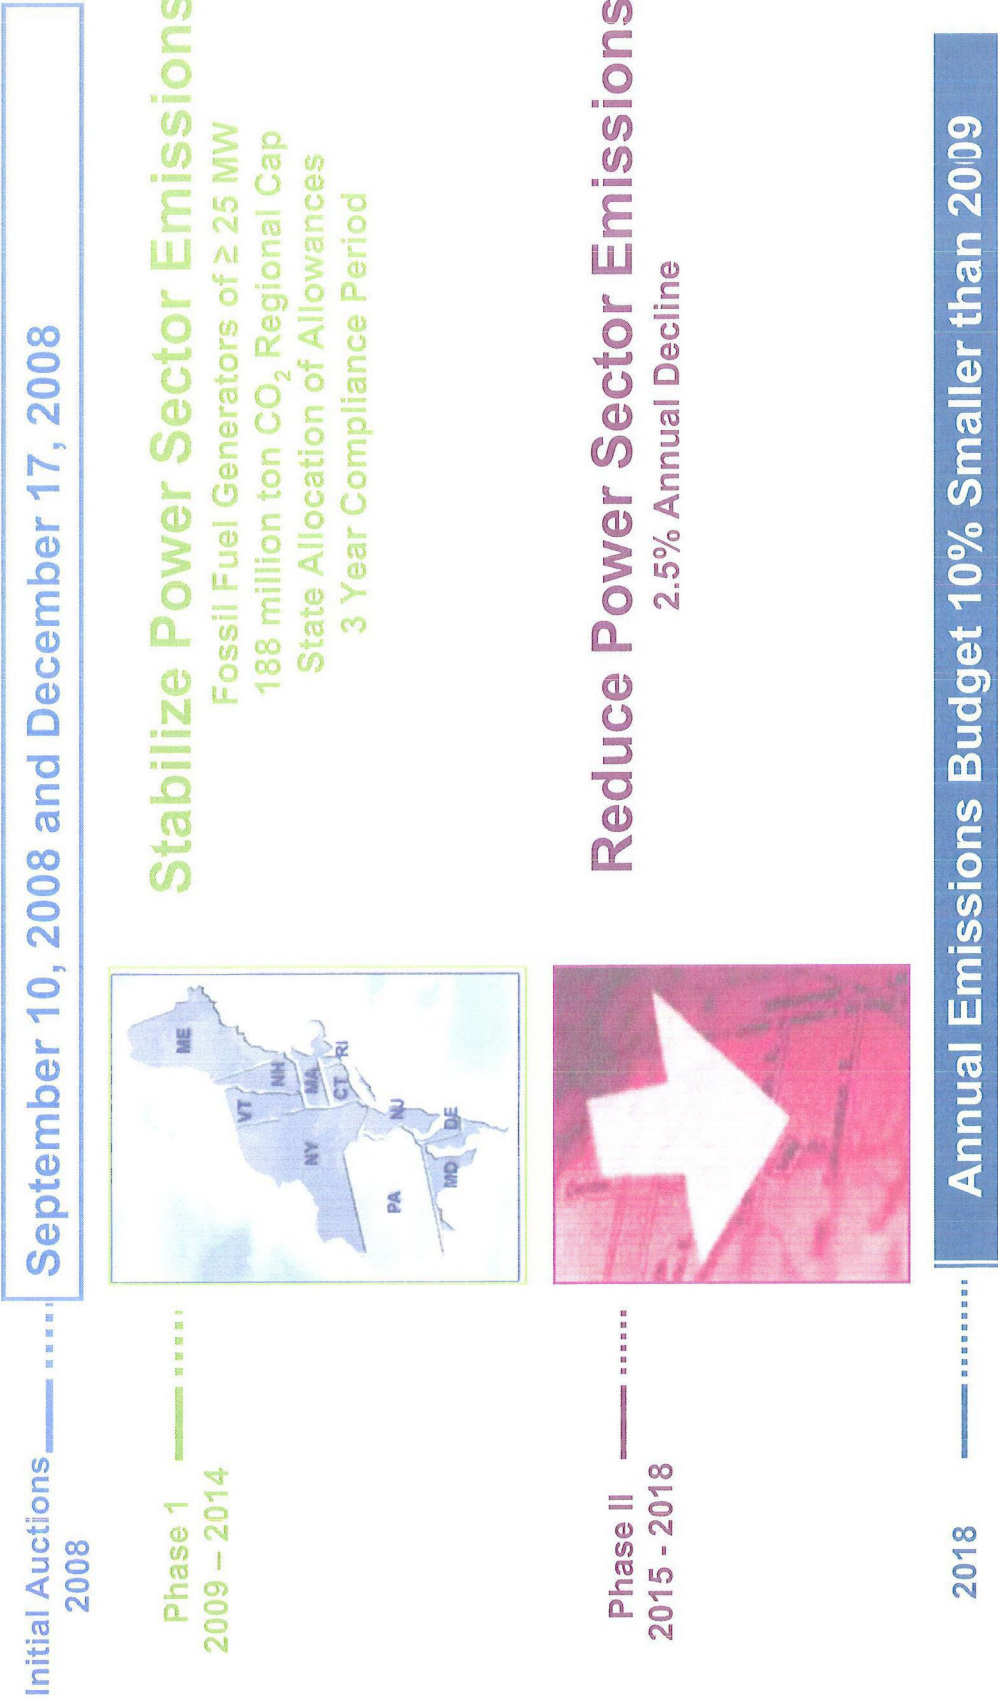 Initial Auctions
2008
September 10, 2008 and December 17, 2008
Phase 1
2009 – 2014
ME
VT
NH
MA
NY
CT
RI
PA
NJ
MD
DE
Stabilize Power Sector Emissions
Fossil Fuel Generators of ≥ 25 MW
188 million ton CO₂ Regional Cap
State Allocation of Allowances
3 Year Compliance Period
Phase II
2015 - 2018
Reduce Power Sector Emissions
2.5% Annual Decline
2018
Annual Emissions Budget 10% Smaller than 2009